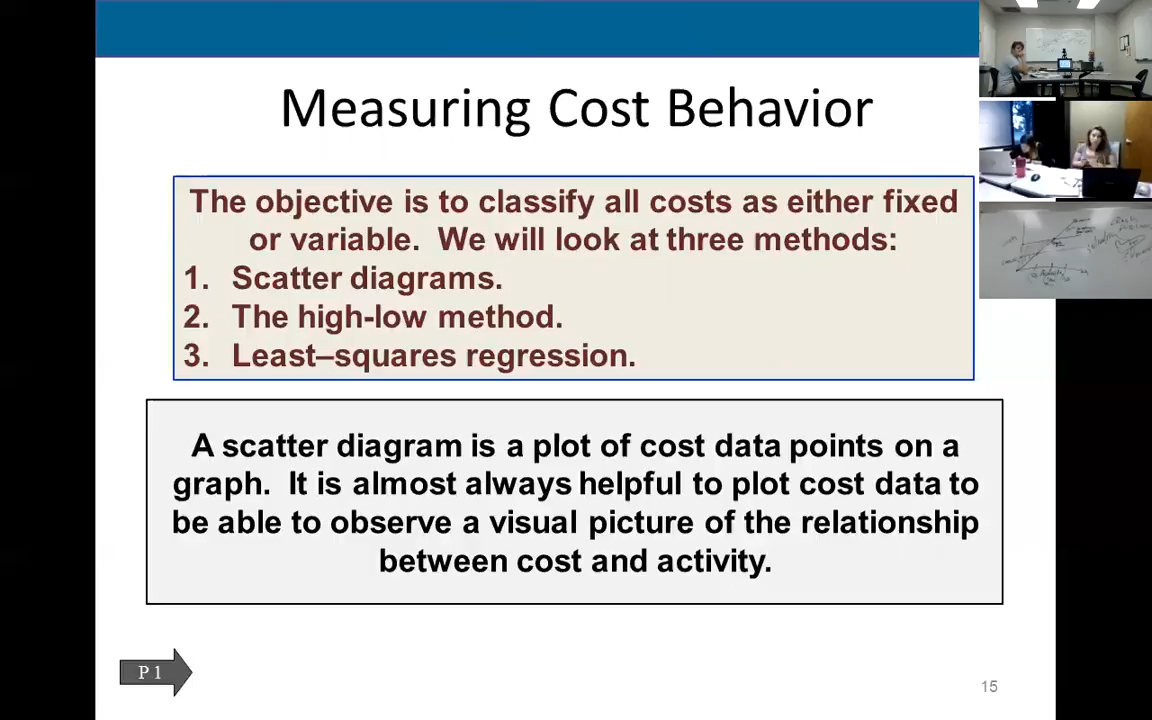 Measuring Cost Behavior
The objective is to classify all costs as either fixed
or variable. We will look at three methods:
1. Scatter diagrams.
2. The high-low method.
3. Least–squares regression.
A scatter diagram is a plot of cost data points on a
graph. It is almost always helpful to plot cost data to
be able to observe a visual picture of the relationship
between cost and activity.
P 1
15